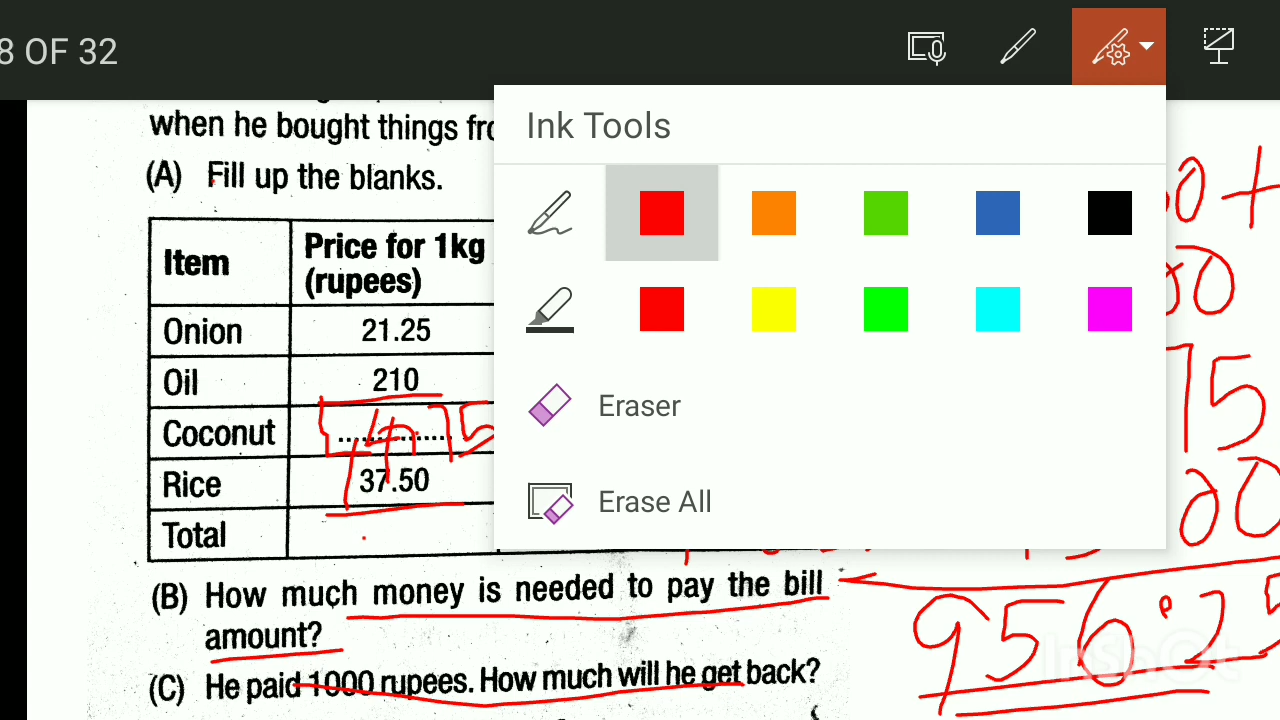 8 OF 32
Ink Tools
Eraser
Erase All
when he bought things
(A) Fill up the blanks.
Item Price for 1kg (rupees)
Onion 21.25
Oil 210
Coconut ..............
Rice 37.50
Total
(B) How much money is needed to pay the bill
amount?
(C) He paid 1000 rupees. How much will he get back?
75
956.25
InShOt